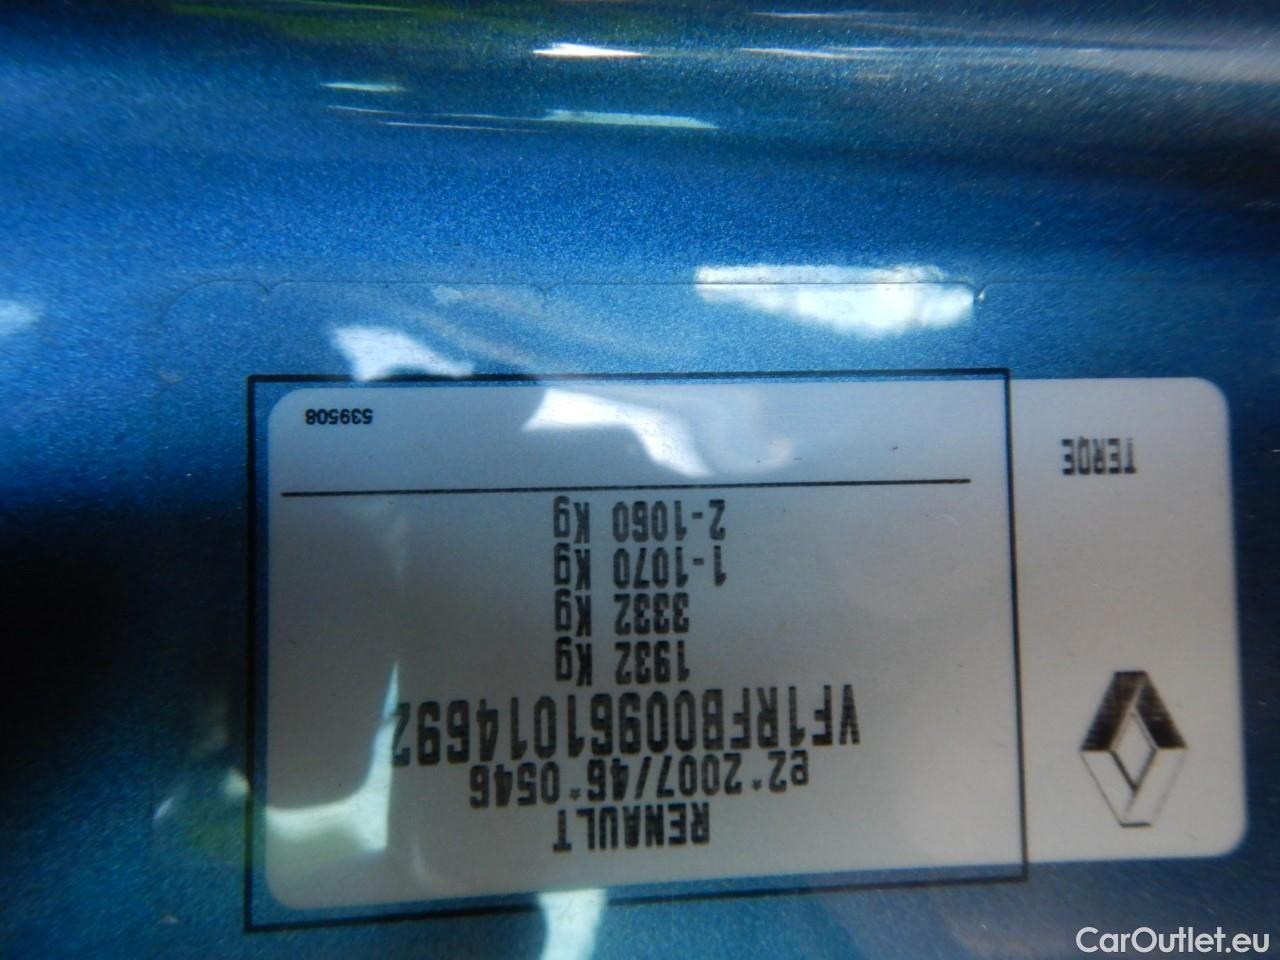 RENAULT
e2*2007/46*0546
VF1RFB00961014692
1932 Kg
3332 Kg
1-1070 Kg
2-1060 Kg
TERQE
539508
CarOutlet.eu